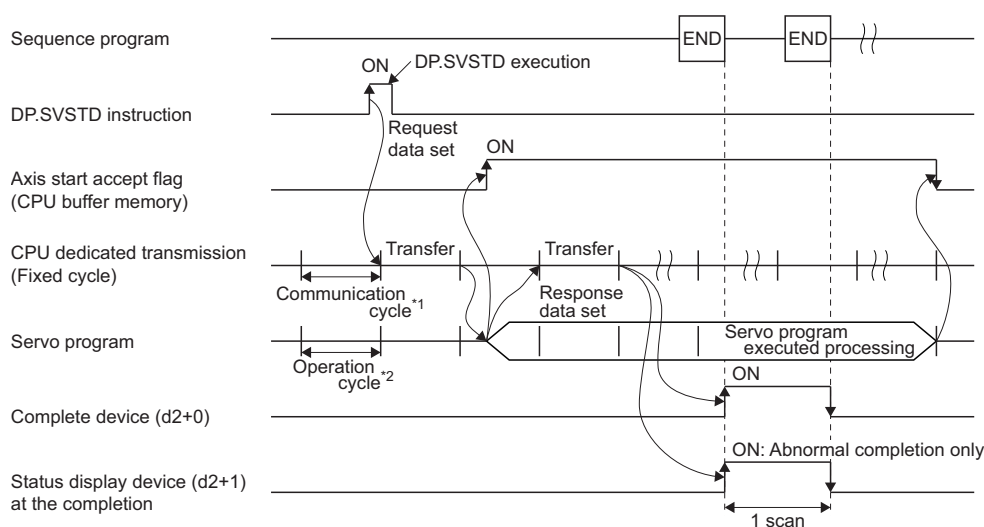 Sequence program
END
END
ON
DP.SVSTD execution
DP.SVSTD instruction
Request
data set
ON
Axis start accept flag
(CPU buffer memory)
CPU dedicated transmission
(Fixed cycle)
Transfer
Transfer
Communication
cycle*1
Response
data set
Servo program
Servo program
executed processing
Operation
cycle*2
ON
Complete device (d2+0)
ON: Abnormal completion only
Status display device (d2+1)
at the completion
1 scan